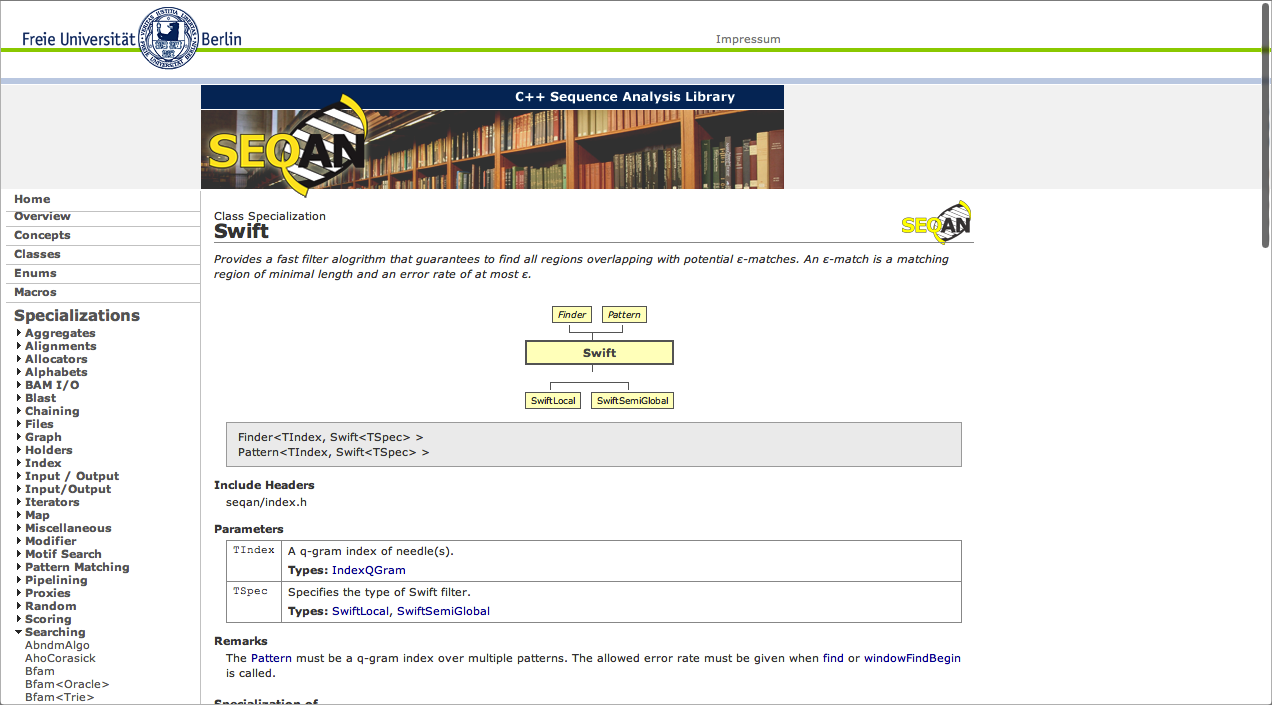 Freie Universität Berlin
Impressum
C++ Sequence Analysis Library
SEQAN
Home
Overview
Concepts
Classes
Enums
Macros
Specializations
Aggregates
Alignments
Allocators
Alphabets
BAM I/O
Blast
Chaining
Files
Graph
Holders
Index
Input / Output
Input/Output
Iterators
Map
Miscellaneous
Modifier
Motif Search
Pattern Matching
Pipelining
Proxies
Random
Scoring
Searching
AbndmAlgo
AhoCorasick
Bfam
Bfam<Oracle>
Bfam<Trie>
Class Specialization
Swift
SEQAN
Provides a fast filter alogrithm that guarantees to find all regions overlapping with potential ε-matches. An ε-match is a matching
region of minimal length and an error rate of at most ε.
Finder Pattern
Swift
SwiftLocal SwiftSemiGlobal
Finder<TIndex, Swift<TSpec> >
Pattern<TIndex, Swift<TSpec> >
Include Headers
seqan/index.h
Parameters
TIndex A q-gram index of needle(s).
Types: IndexQGram
TSpec Specifies the type of Swift filter.
Types: SwiftLocal, SwiftSemiGlobal
Remarks
The Pattern must be a q-gram index over multiple patterns. The allowed error rate must be given when find or windowFindBegin
is called.
Specialization of